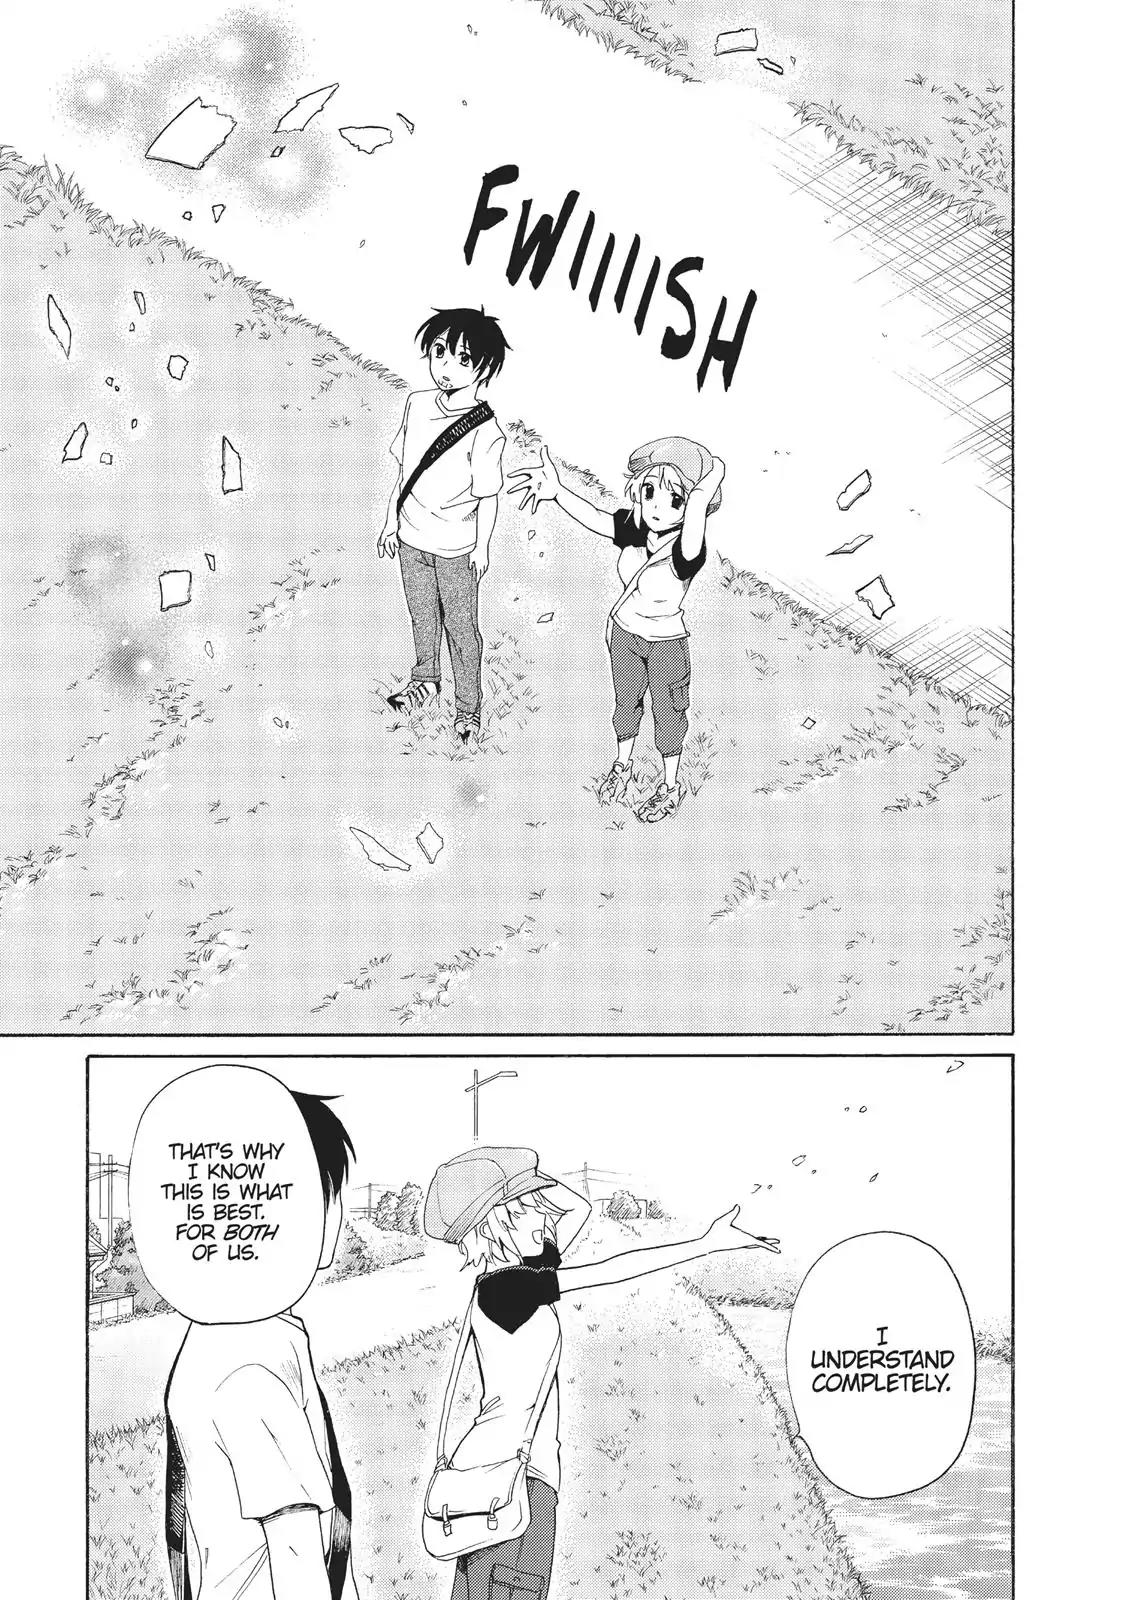 FWIIIISH
I
UNDERSTAND
COMPLETELY.
THAT'S WHY
I KNOW
THIS IS WHAT
IS BEST.
FOR BOTH
OF US.